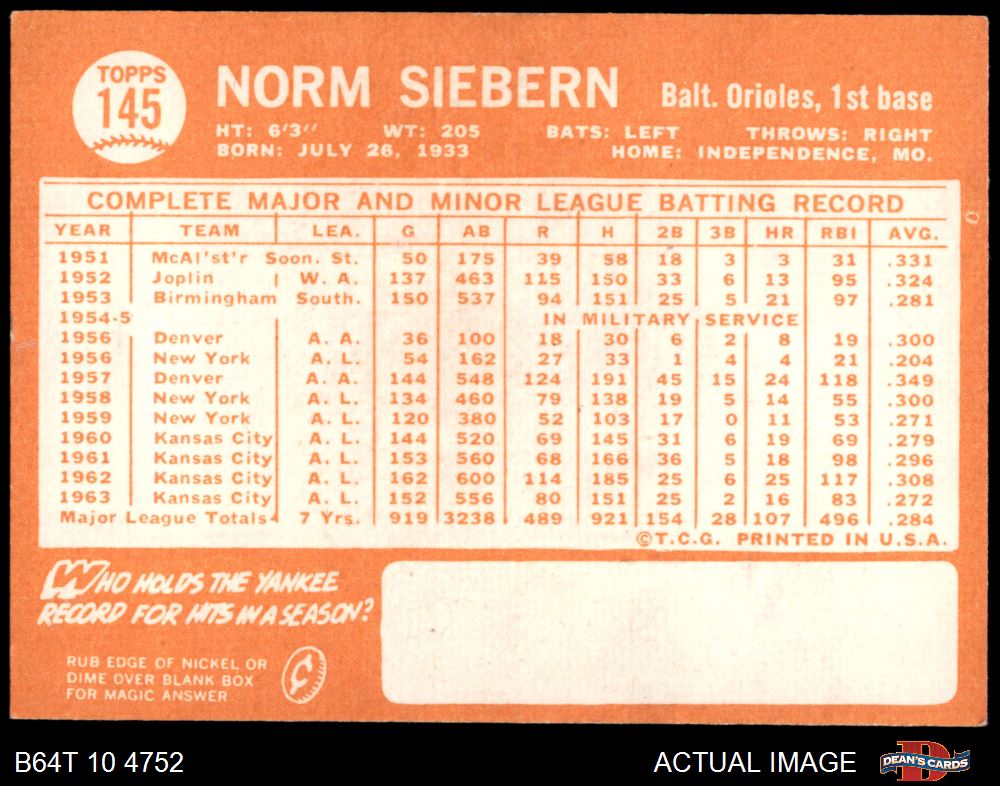 TOPPS
145
NORM SIEBERN Balt. Orioles, 1st base
HT: 6'3" WT: 205 BATS: LEFT THROWS: RIGHT
BORN: JULY 26, 1933 HOME: INDEPENDENCE, MO.
COMPLETE MAJOR AND MINOR LEAGUE BATTING RECORD
YEAR TEAM LEA. G AB R H 2B 3B HR RBI AVG.
1951 McAl'st'r Soon. St. 50 175 39 58 18 3 3 31 .331
1952 Joplin W. A. 137 463 115 150 33 6 13 95 .324
1953 Birmingham South. 150 537 94 151 25 5 21 97 .281
1954-5 IN MILITARY SERVICE
1956 Denver A. A. 36 100 18 30 6 2 8 19 .300
1956 New York A. L. 54 162 27 33 1 4 4 21 .204
1957 Denver A. A. 144 548 124 191 45 15 24 118 .349
1958 New York A. L. 134 460 79 138 19 5 14 55 .300
1959 New York A. L. 120 380 52 103 17 0 11 53 .271
1960 Kansas City A. L. 144 520 69 145 31 6 19 69 .279
1961 Kansas City A. L. 153 560 68 166 36 5 18 98 .296
1962 Kansas City A. L. 162 600 114 185 25 6 25 117 .308
1963 Kansas City A. L. 152 556 80 151 25 2 16 83 .272
Major League Totals 7 Yrs. 919 3238 489 921 154 28 107 496 .284
©T.C.G. PRINTED IN U.S.A.
WHO HOLDS THE YANKEE
RECORD FOR HITS IN A SEASON?
RUB EDGE OF NICKEL OR
DIME OVER BLANK BOX
FOR MAGIC ANSWER
¢
B64T 10 4752 ACTUAL IMAGE
D
DEAN'S CARDS